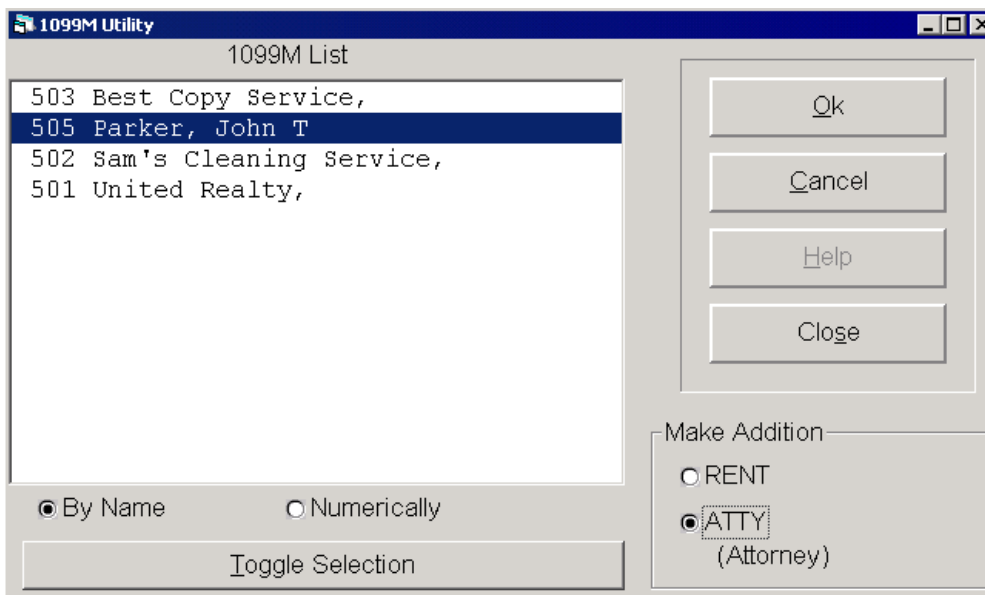 1099M Utility
1099M List
503 Best Copy Service,
505 Parker, John T
502 Sam's Cleaning Service,
501 United Realty,
By Name
Numerically
Toggle Selection
Ok
Cancel
Help
Close
Make Addition
RENT
ATTY
(Attorney)